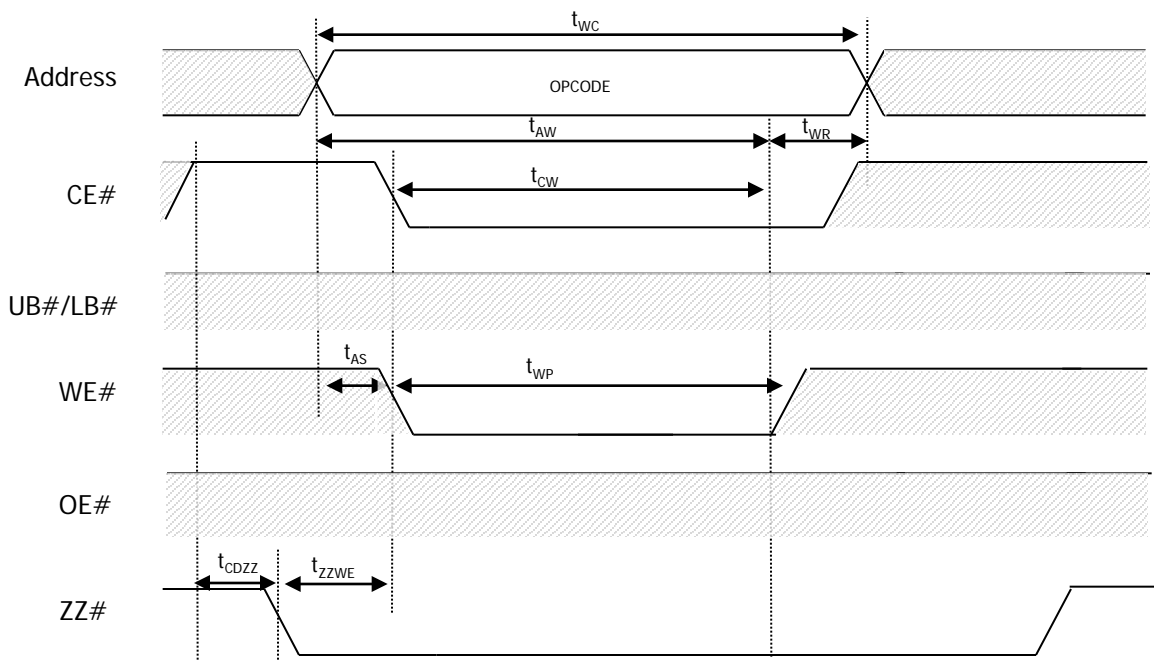 tWC
Address
OPCODE
tAW
tWR
CE#
tCW
UB#/LB#
tAS
WE#
tWP
OE#
tCDZZ
tZZWE
ZZ#